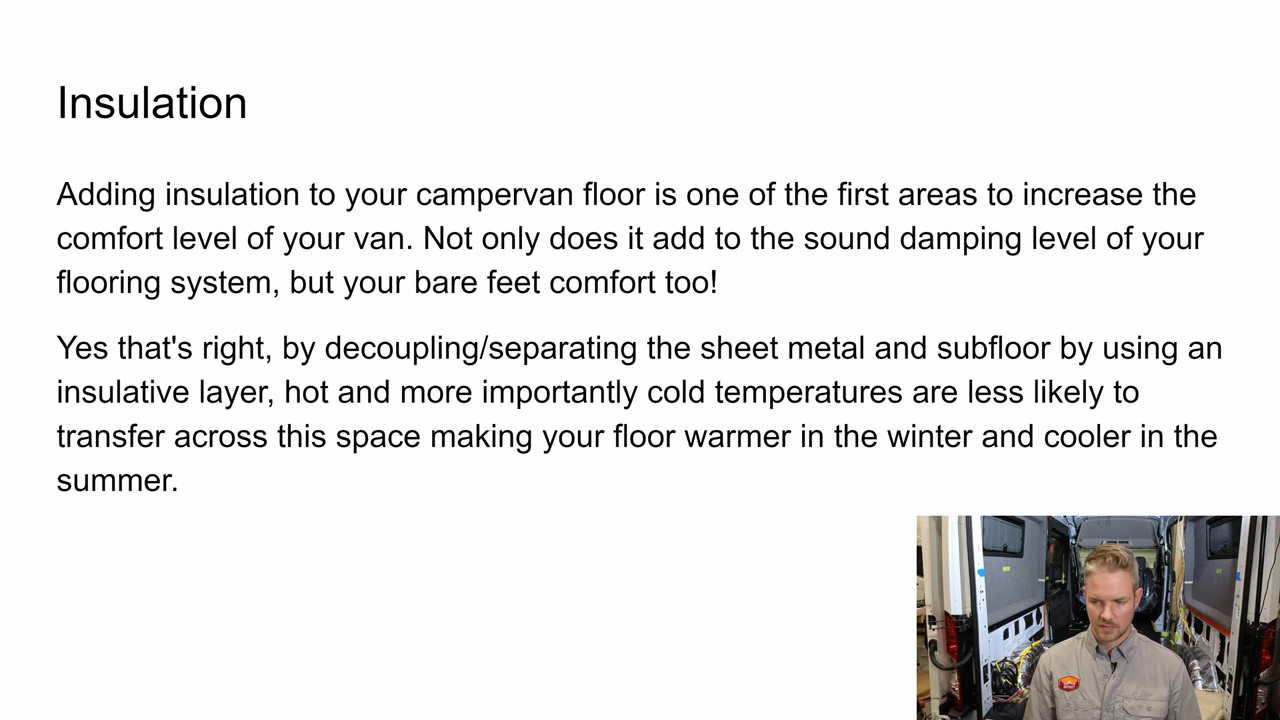 Insulation
Adding insulation to your campervan floor is one of the first areas to increase the
comfort level of your van. Not only does it add to the sound damping level of your
flooring system, but your bare feet comfort too!
Yes that's right, by decoupling/separating the sheet metal and subfloor by using an
insulative layer, hot and more importantly cold temperatures are less likely to
transfer across this space making your floor warmer in the winter and cooler in the
summer.